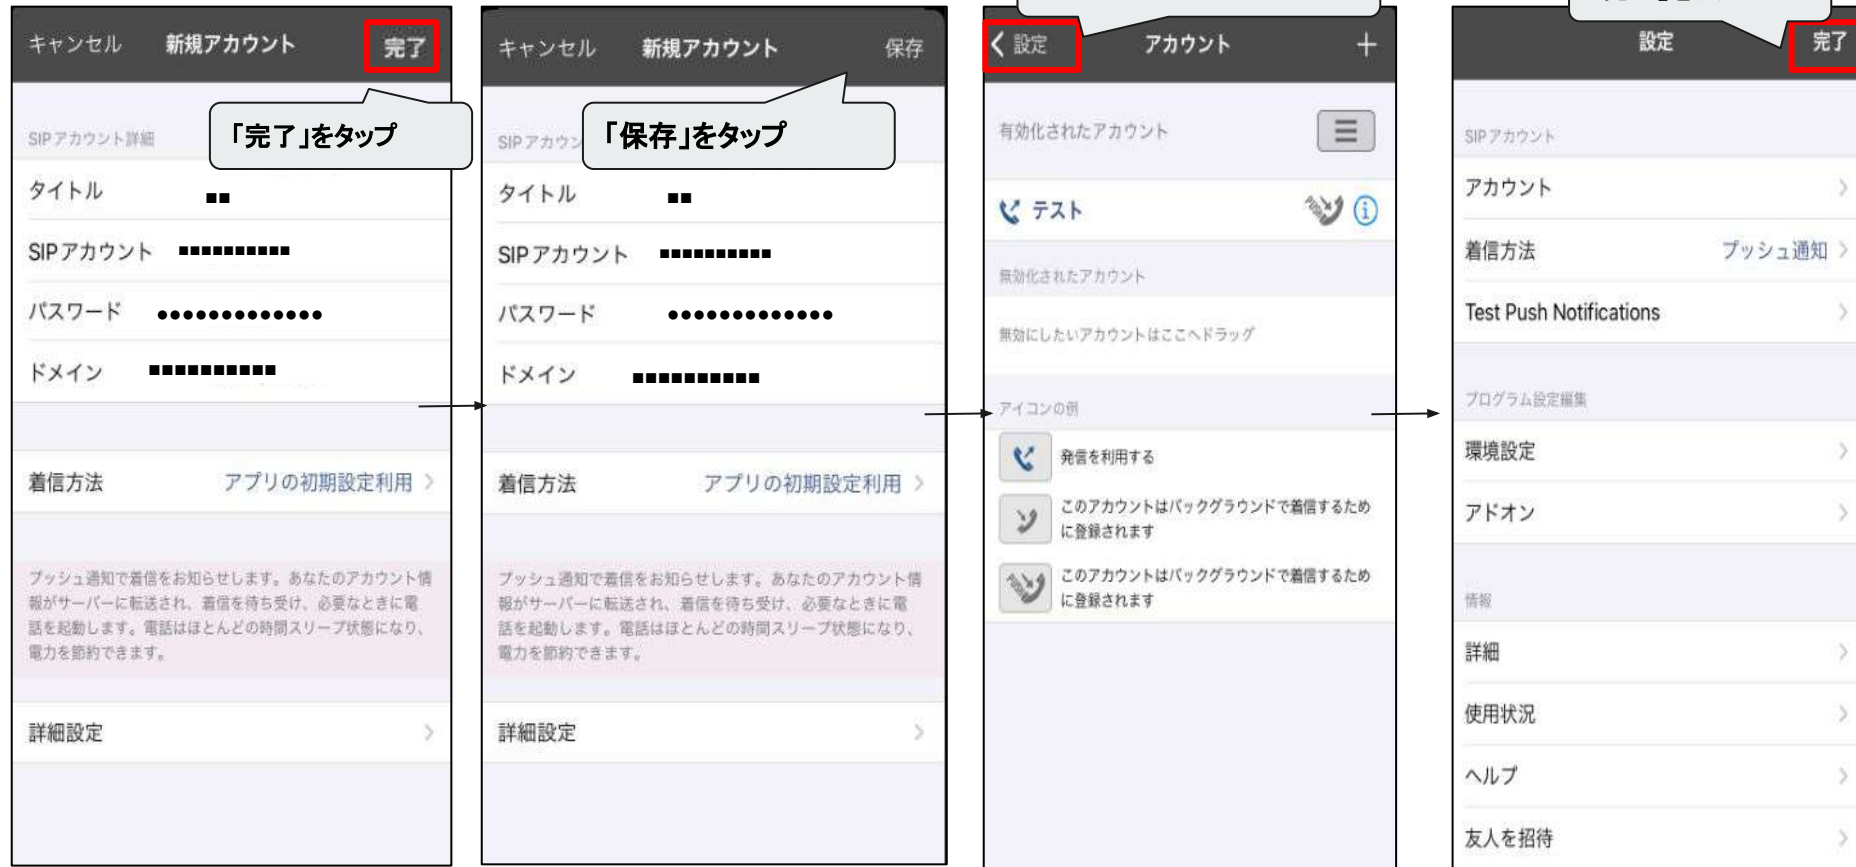 キャンセル 新規アカウント 完了
「完了」をタップ
SIPアカウント詳細
タイトル ▪▪
SIPアカウント ▪▪▪▪▪▪▪▪▪▪
パスワード •••••••••••••
ドメイン ▪▪▪▪▪▪▪▪▪▪
着信方法 アプリの初期設定利用 >
プッシュ通知で着信をお知らせします。あなたのアカウント情
報がサーバーに転送され、着信を待ち受け、必要なときに電
話を起動します。電話はほとんどの時間スリープ状態になり、
電力を節約できます。
詳細設定 >
キャンセル 新規アカウント 保存
「保存」をタップ
SIPアカウン
タイトル ▪▪
SIPアカウント ▪▪▪▪▪▪▪▪▪▪
パスワード •••••••••••••
ドメイン ▪▪▪▪▪▪▪▪▪▪
着信方法 アプリの初期設定利用 >
プッシュ通知で着信をお知らせします。あなたのアカウント情
報がサーバーに転送され、着信を待ち受け、必要なときに電
話を起動します。電話はほとんどの時間スリープ状態になり、
電力を節約できます。
詳細設定 >
< 設定 アカウント +
有効化されたアカウント
テスト
無効化されたアカウント
無効にしたいアカウントはここへドラッグ
アイコンの例
発信を利用する
このアカウントはバックグラウンドで着信するため
に登録されます
このアカウントはバックグラウンドで着信するため
に登録されます
設定 完了
SIPアカウント
アカウント >
着信方法 プッシュ通知 >
Test Push Notifications >
プログラム設定編集
環境設定 >
アドオン >
情報
詳細 >
使用状況 >
ヘルプ >
友人を招待 >